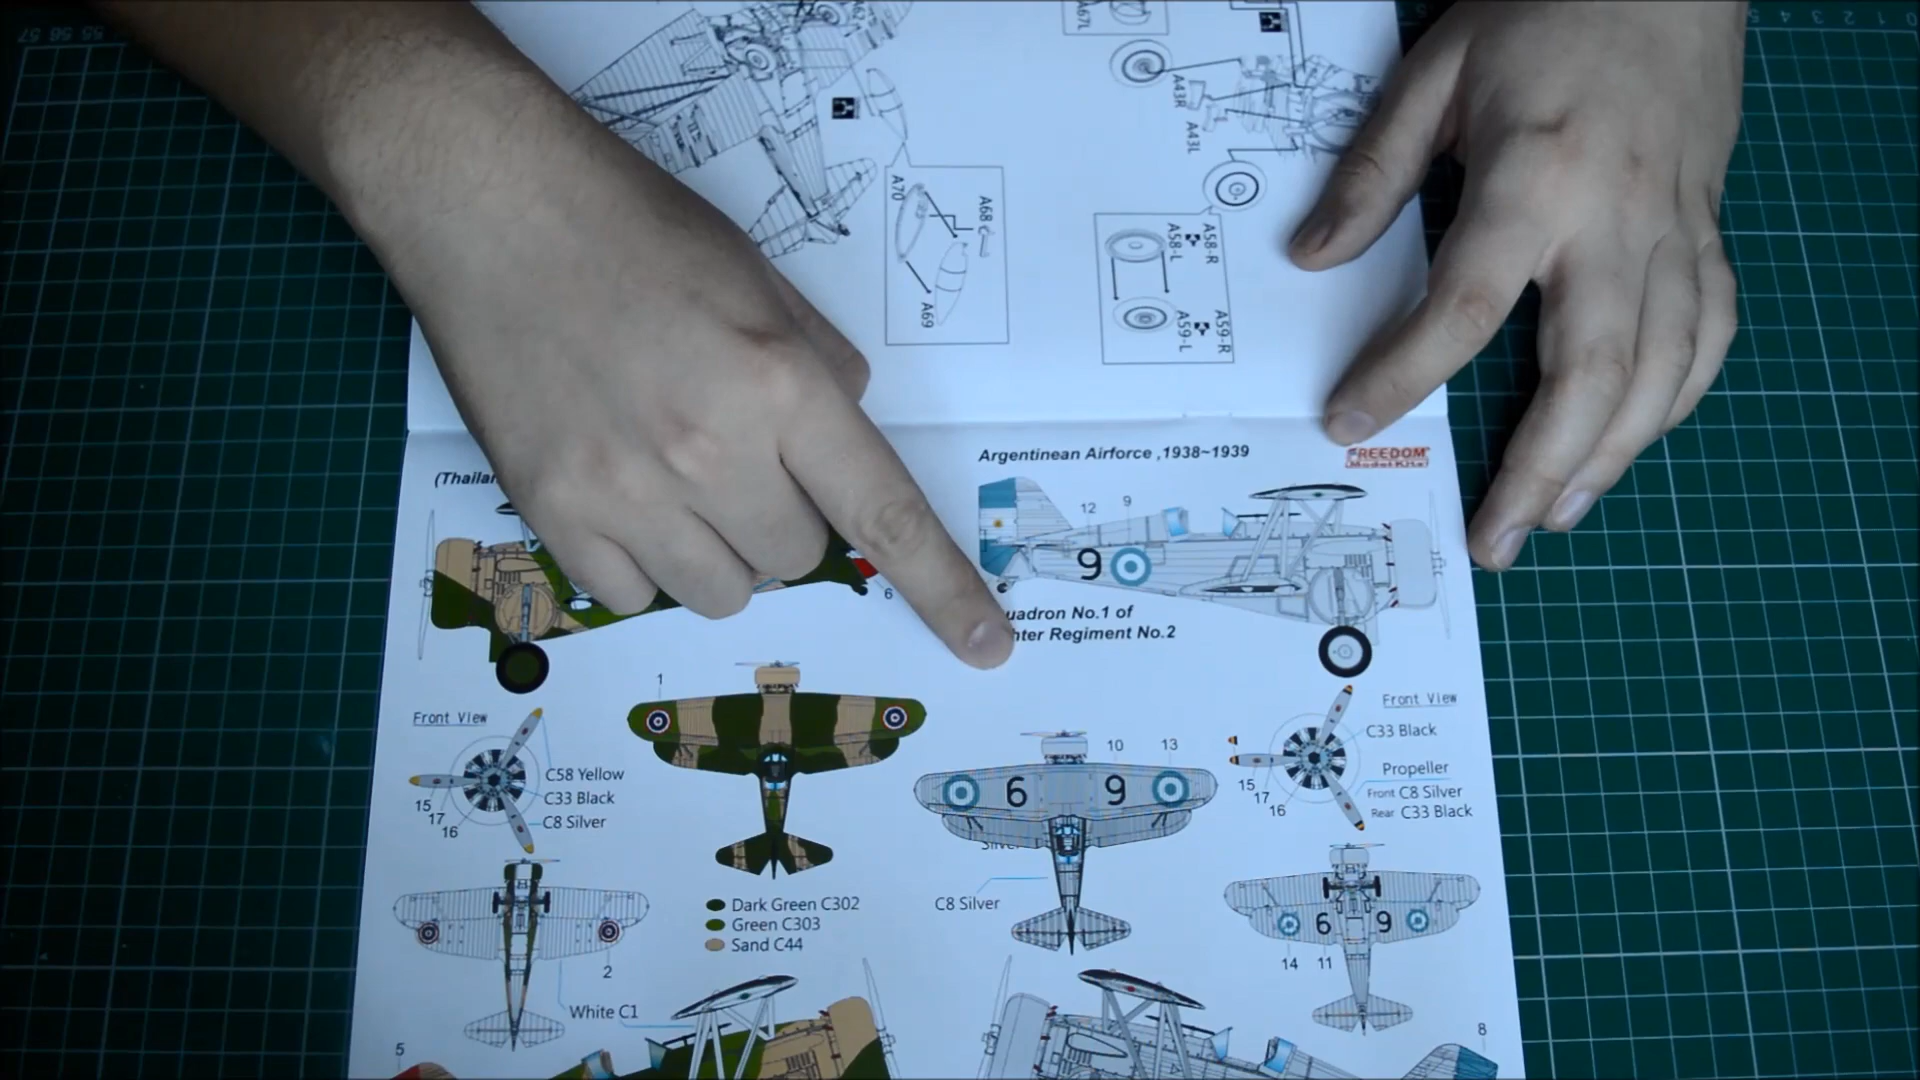 A67L
A43R
A43L
A70
A68
A69
A58-R
A58-L
A59-R
A59-L
Argentinean Airforce ,1938~1939
FREEDOM
Model Kits
12
9
9
6
No.1 of
Regiment No.2
1
Front View
C58 Yellow
C33 Black
C8 Silver
15
17
16
10
13
6
9
Front View
C33 Black
Propeller
Front C8 Silver
Rear C33 Black
15
17
16
Silver
C8 Silver
Dark Green C302
Green C303
Sand C44
2
White C1
6
9
14
11
5
8